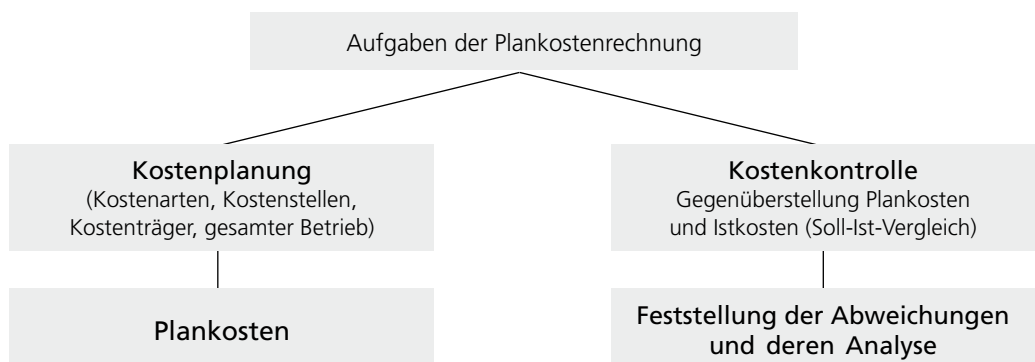 Aufgaben der Plankostenrechnung
Kostenplanung
(Kostenarten, Kostenstellen,
Kostenträger, gesamter Betrieb)
Kostenkontrolle
Gegenüberstellung Plankosten
und Istkosten (Soll-Ist-Vergleich)
Plankosten
Feststellung der Abweichungen
und deren Analyse